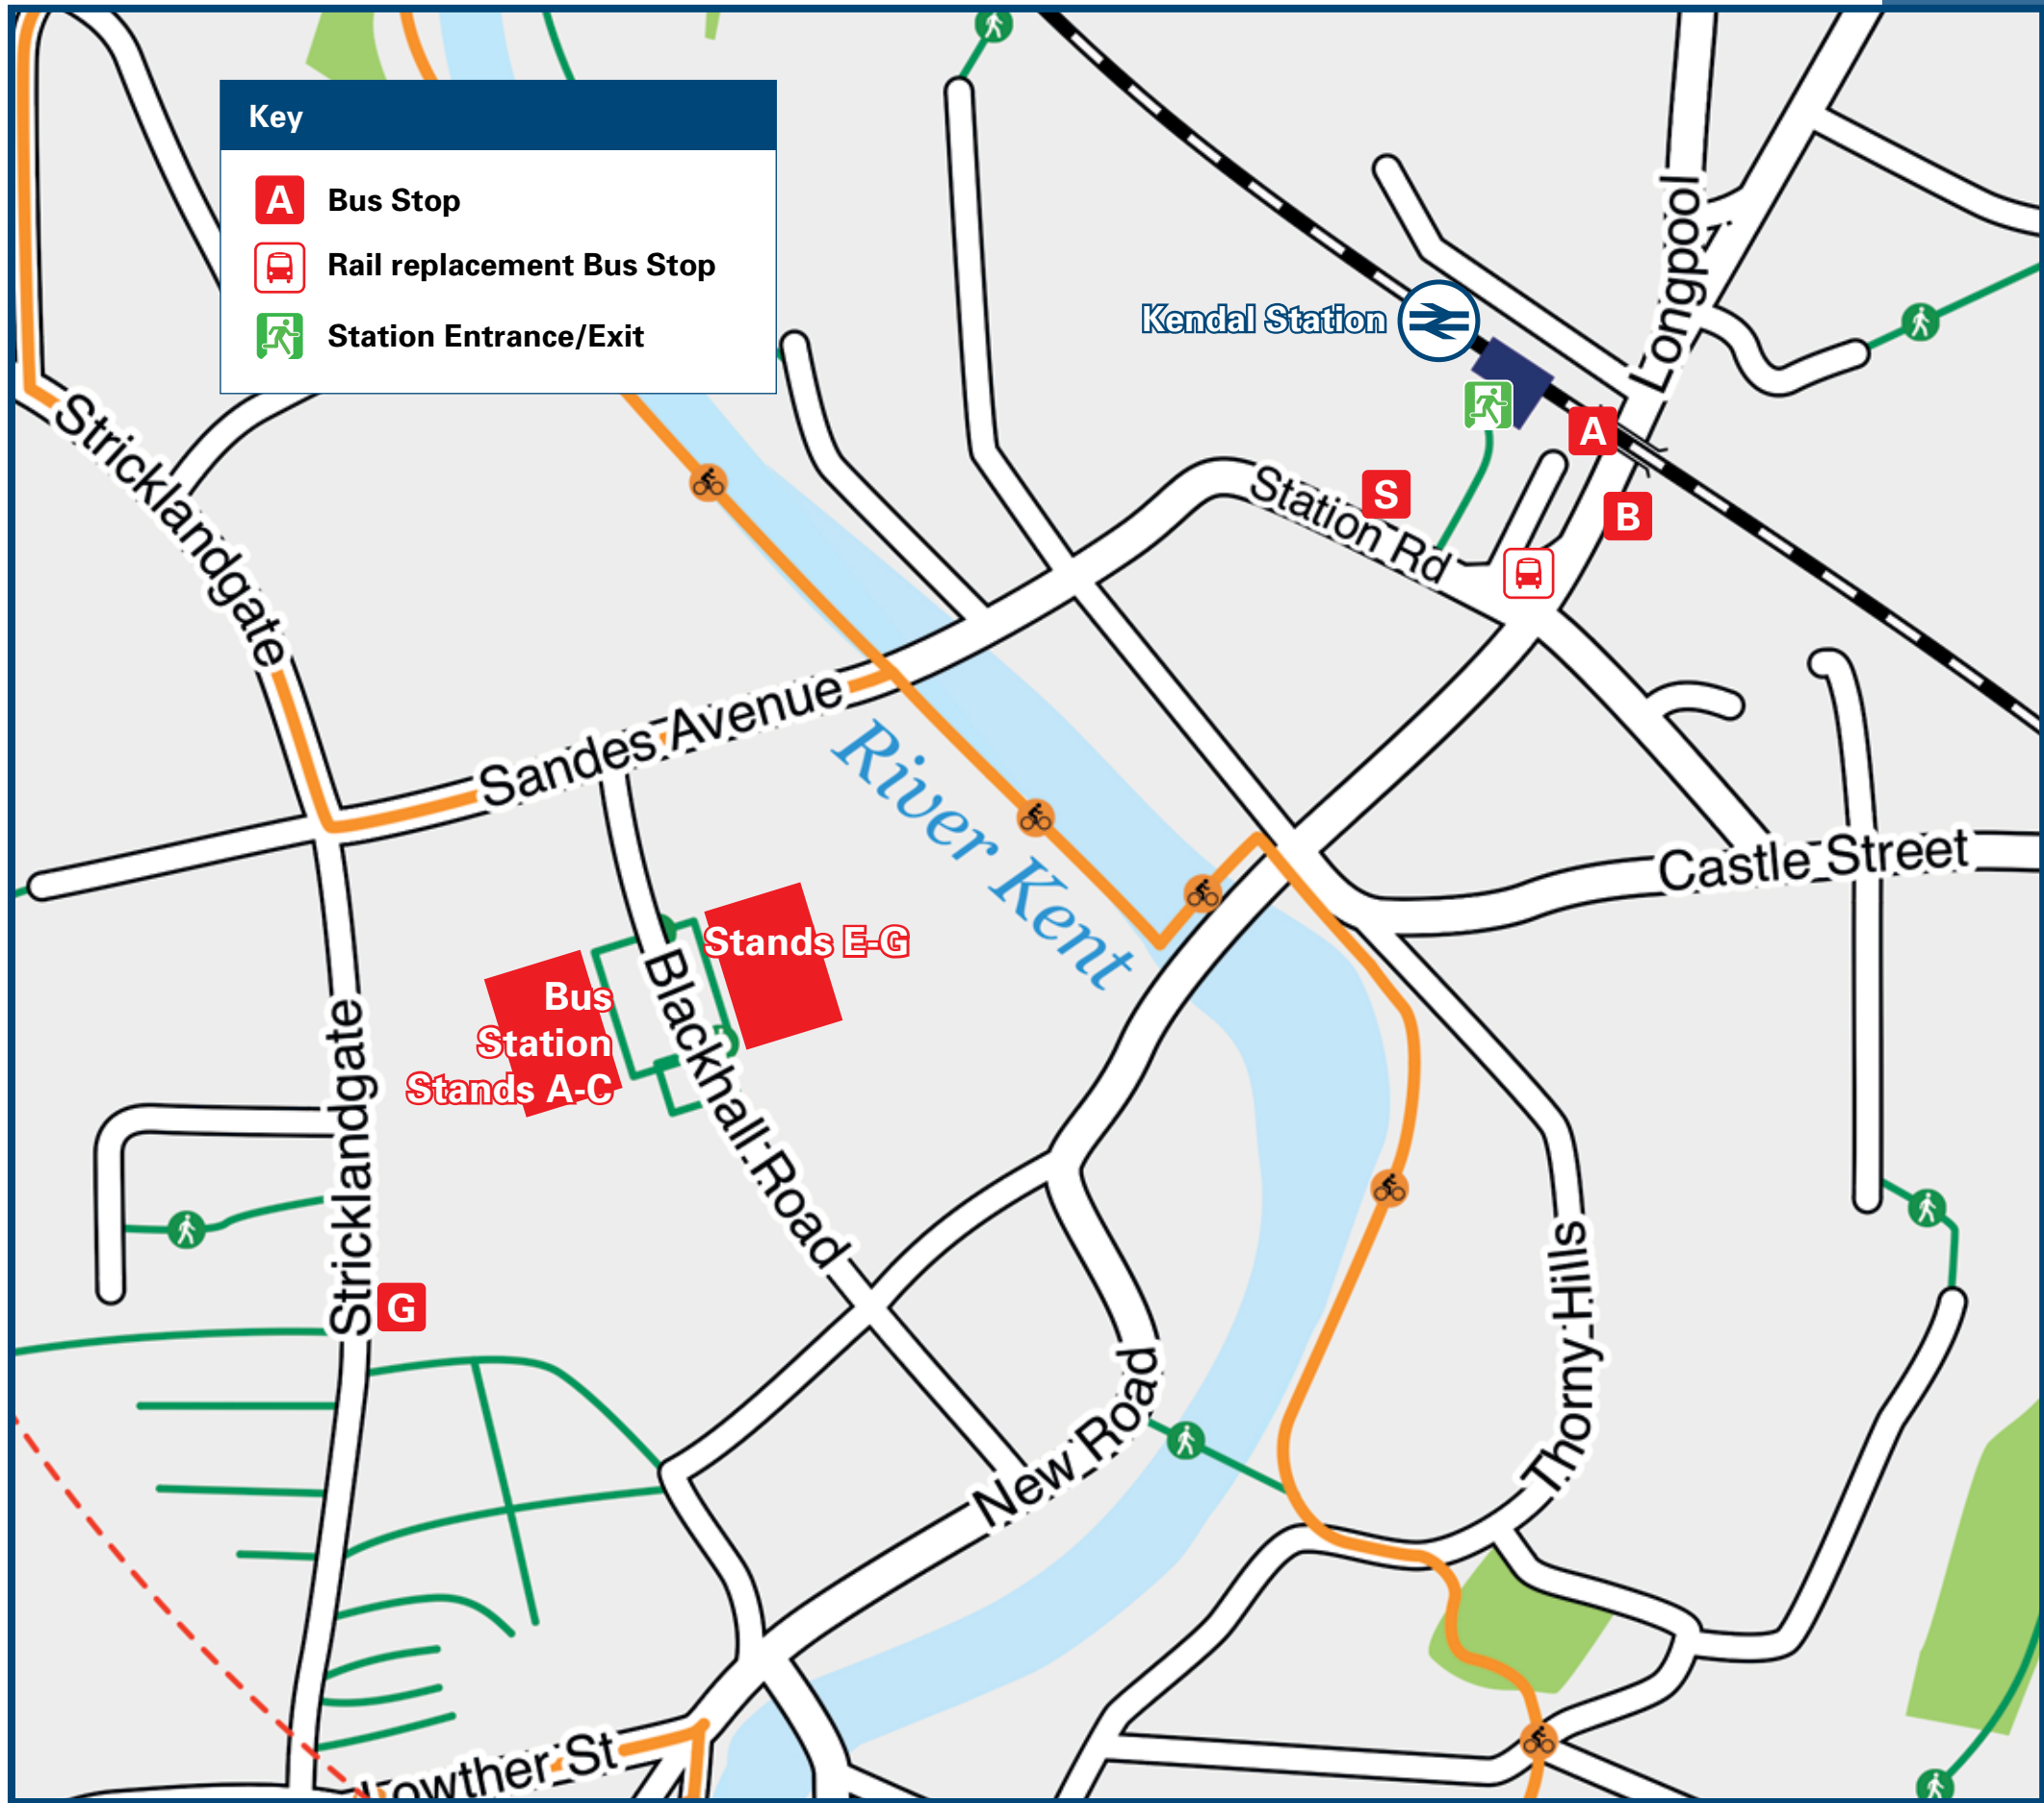 Key
A Bus Stop
Rail replacement Bus Stop
Station Entrance/Exit
Longpool
Kendal Station
Stricklandgate
A
S
B
Station Rd
Sandes Avenue
River Kent
Castle Street
Stands E-G
Bus
Station
Stands A-C
Blackhall Road
Stricklandgate
G
Thorny Hills
New Road
Lowther St